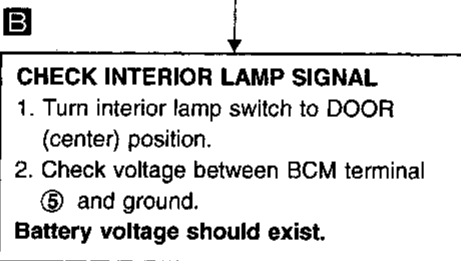 B
CHECK INTERIOR LAMP SIGNAL
1. Turn interior lamp switch to DOOR
(center) position.
2. Check voltage between BCM terminal
⑤ and ground.
Battery voltage should exist.